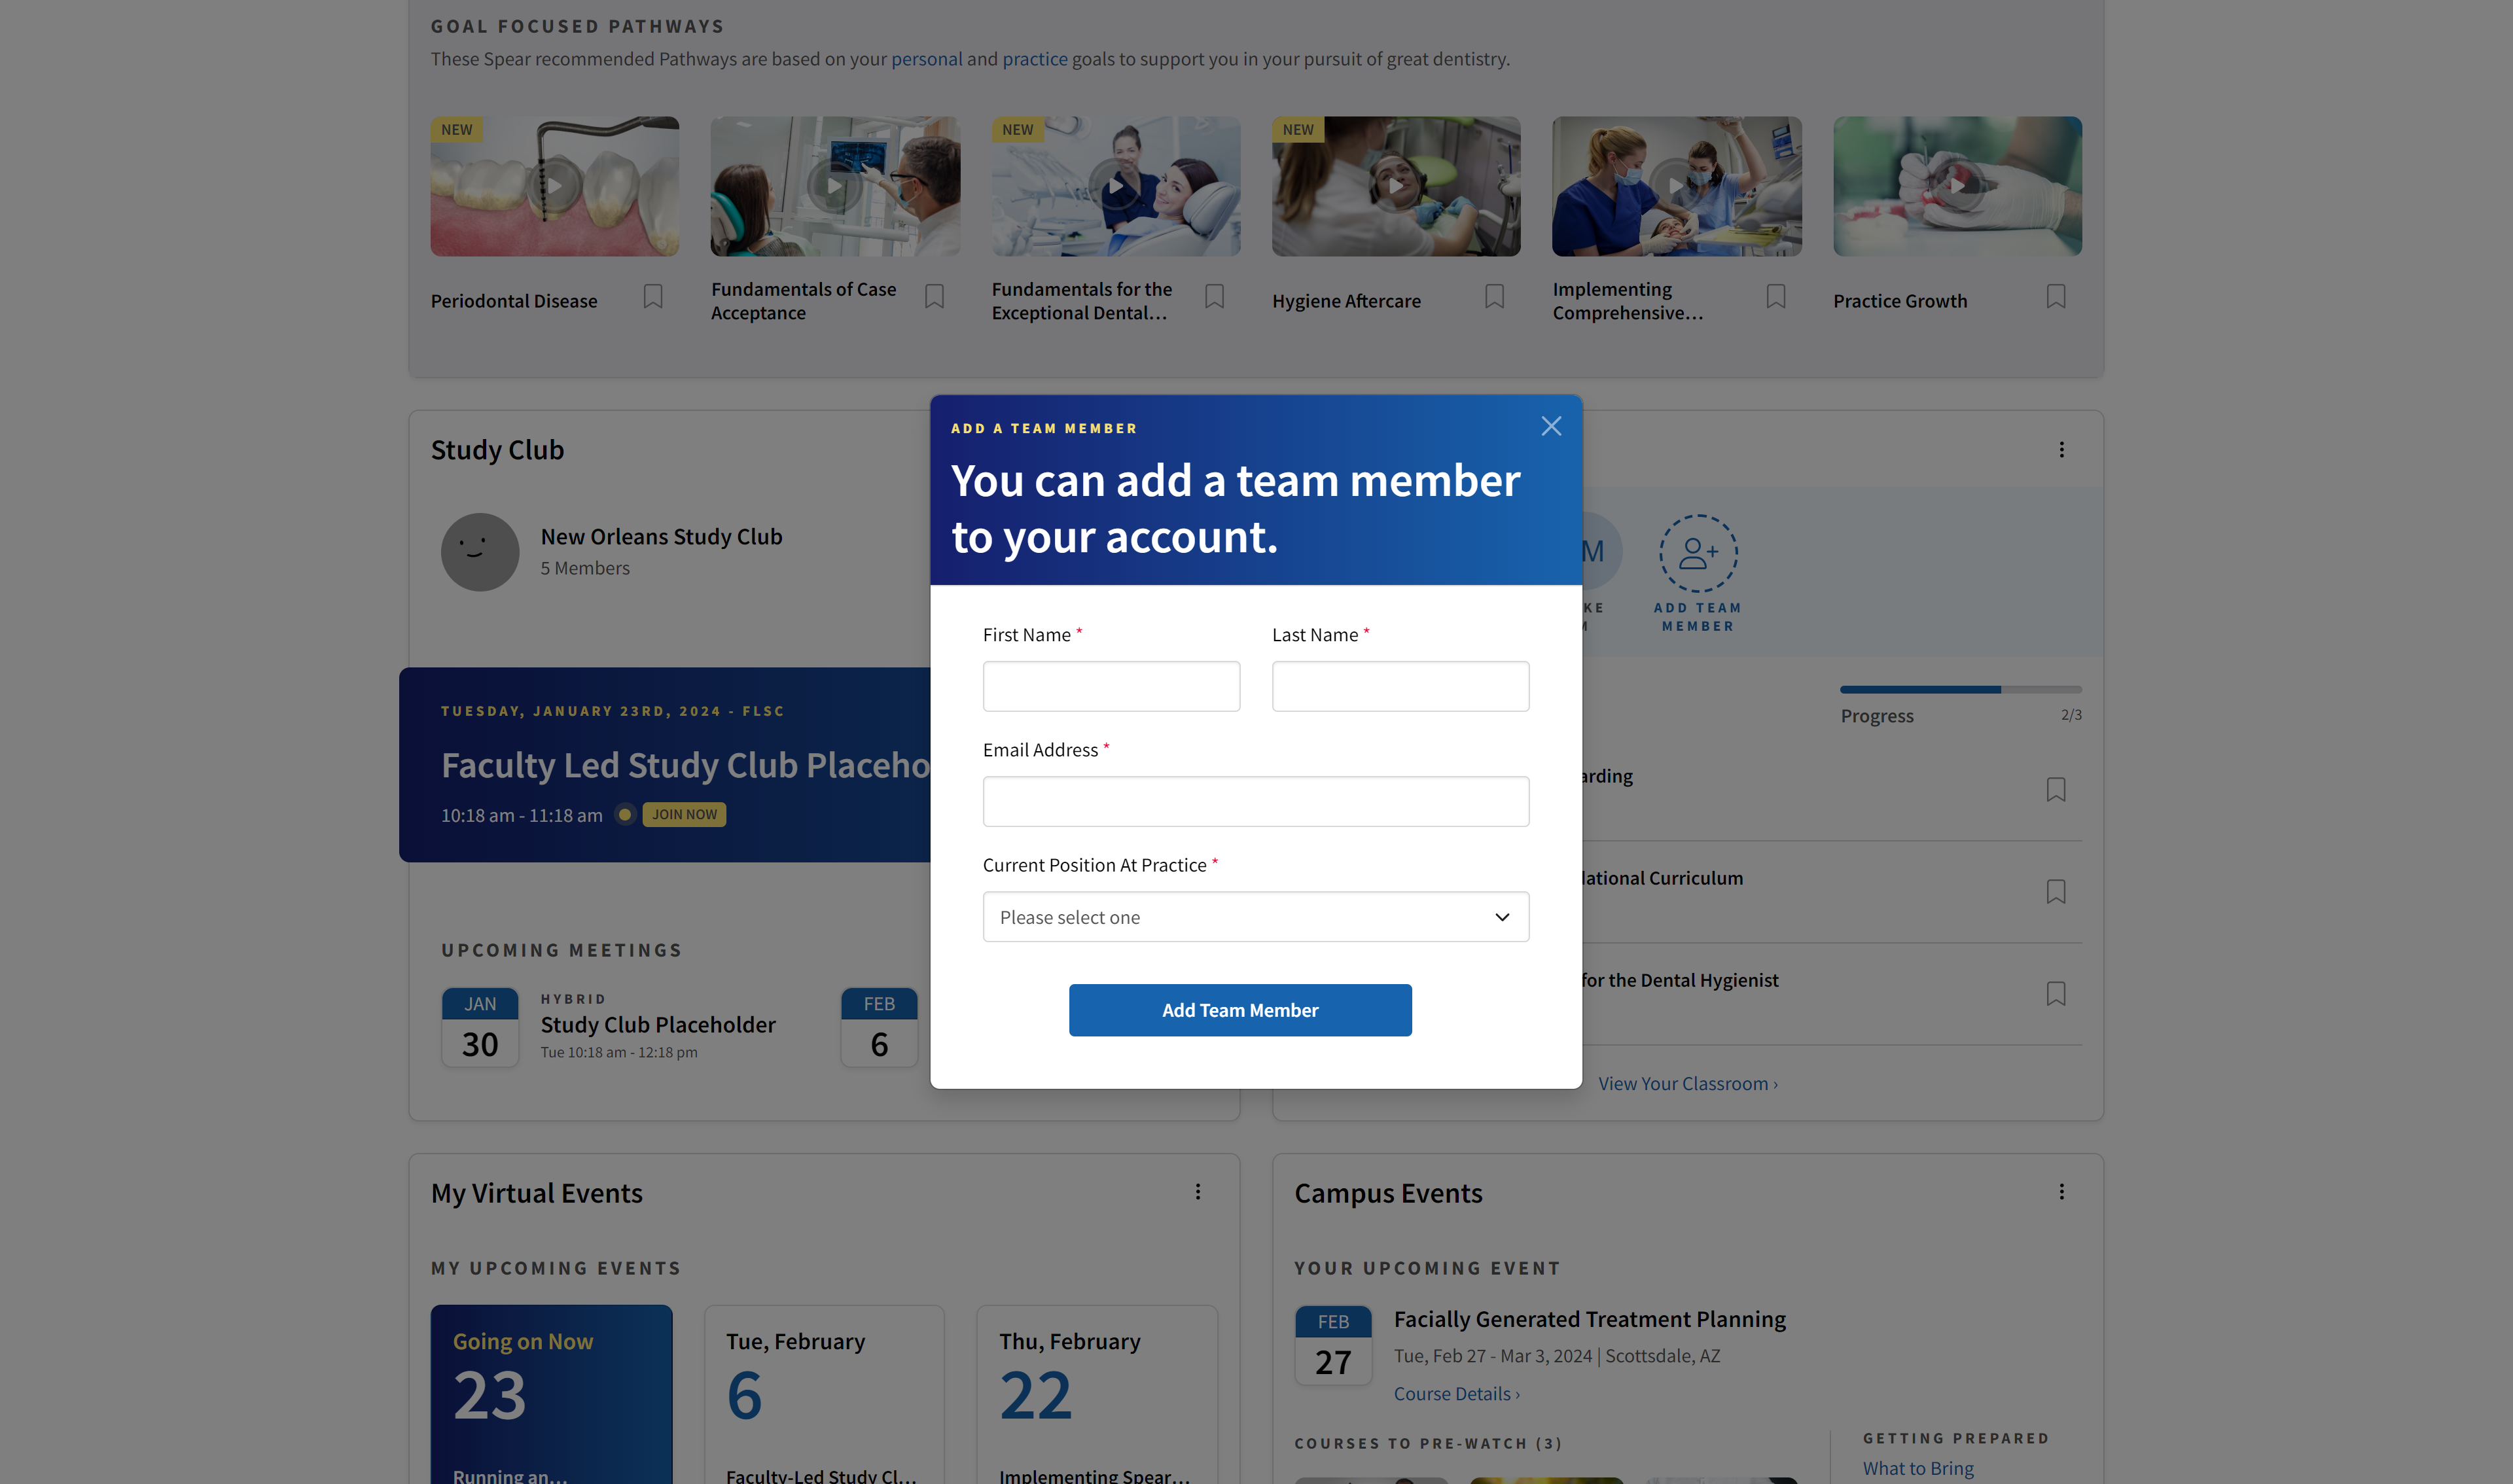 GOAL FOCUSED PATHWAYS
These Spear recommended Pathways are based on your personal and practice goals to support you in your pursuit of great dentistry.
NEW
NEW
NEW
Periodontal Disease
Fundamentals of Case
Acceptance
Fundamentals for the
Exceptional Dental...
Hygiene Aftercare
Implementing
Comprehensive...
Practice Growth
Study Club
New Orleans Study Club
5 Members
TUESDAY, JANUARY 23RD, 2024 - FLSC
Faculty Led Study Club Placeho
10:18 am - 11:18 am
JOIN NOW
UPCOMING MEETINGS
JAN
30
HYBRID
Study Club Placeholder
Tue 10:18 am - 12:18 pm
FEB
6
ADD A TEAM MEMBER
You can add a team member
to your account.
First Name *
Last Name *
Email Address *
Current Position At Practice *
Please select one
Add Team Member
M
KE
M
ADD TEAM
MEMBER
Progress
2/3
arding
lational Curriculum
for the Dental Hygienist
View Your Classroom ›
My Virtual Events
MY UPCOMING EVENTS
Going on Now
23
Running an...
Tue, February
6
Faculty-Led Study Cl...
Thu, February
22
Implementing Spear...
Campus Events
YOUR UPCOMING EVENT
FEB
27
Facially Generated Treatment Planning
Tue, Feb 27 - Mar 3, 2024 | Scottsdale, AZ
Course Details ›
COURSES TO PRE-WATCH (3)
GETTING PREPARED
What to Bring